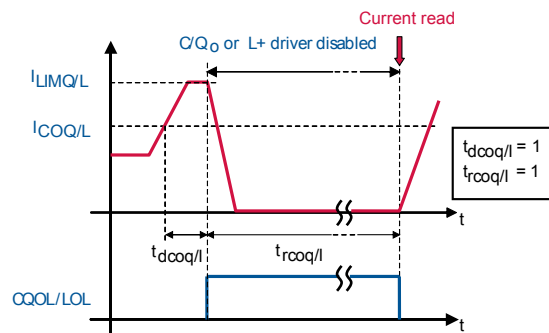 Current read
C/Qo or L+ driver disabled
ILIMQ/L
ICOQ/L
tdcoq/l = 1
trcoq/l = 1
t
tdcoq/l
trcoq/l
CQOL/LOL
t